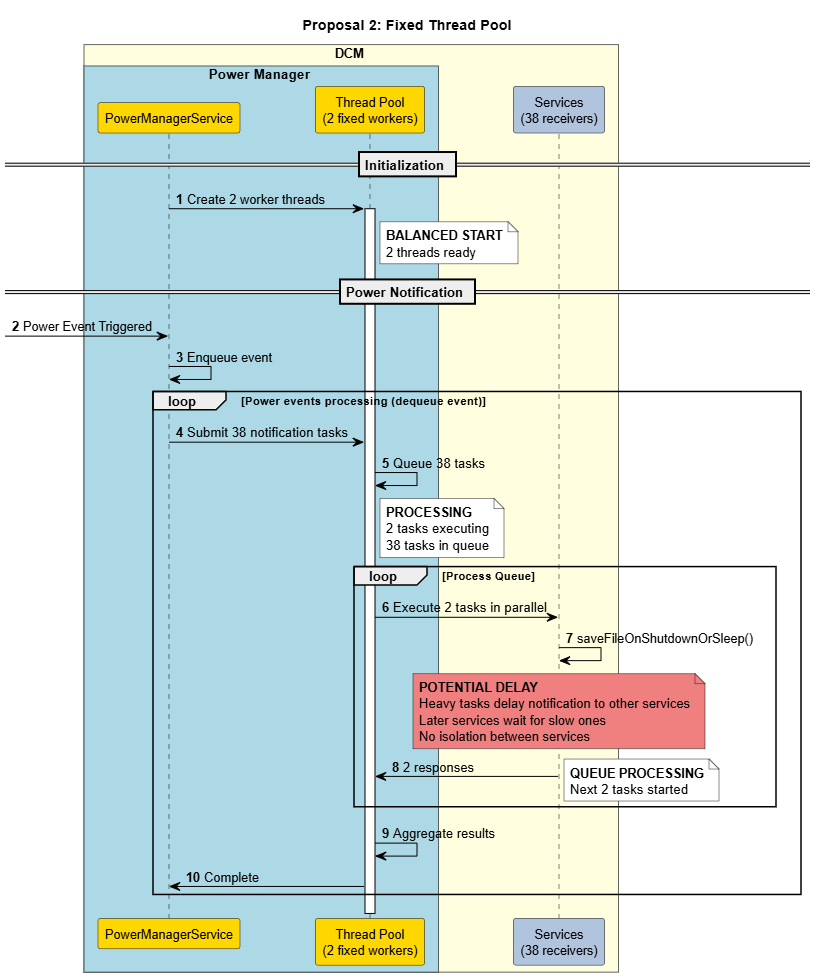 Proposal 2: Fixed Thread Pool
DCM
Power Manager
PowerManagerService
Thread Pool
(2 fixed workers)
Services
(38 receivers)
Initialization
1 Create 2 worker threads
BALANCED START
2 threads ready
Power Notification
2 Power Event Triggered
3 Enqueue event
loop [Power events processing (dequeue event)]
4 Submit 38 notification tasks
5 Queue 38 tasks
PROCESSING
2 tasks executing
38 tasks in queue
loop [Process Queue]
6 Execute 2 tasks in parallel
7 saveFileOnShutdownOrSleep()
POTENTIAL DELAY
Heavy tasks delay notification to other services
Later services wait for slow ones
No isolation between services
8 2 responses
QUEUE PROCESSING
Next 2 tasks started
9 Aggregate results
10 Complete
PowerManagerService
Thread Pool
(2 fixed workers)
Services
(38 receivers)